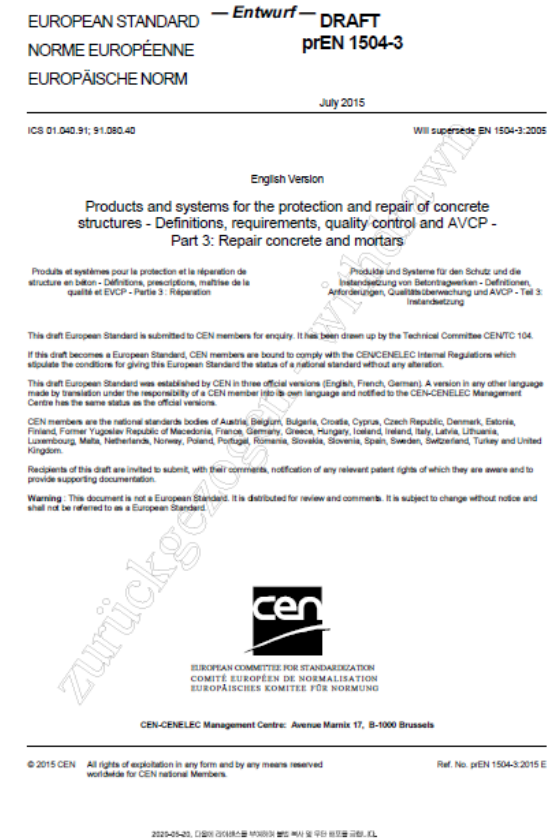 EUROPEAN STANDARD
— Entwurf —
DRAFT
NORME EUROPÉENNE
prEN 1504-3
EUROPÄISCHE NORM
July 2015
ICS 01.040.91; 91.080.40
Will supersede EN 1504-3:2005
English Version
Products and systems for the protection and repair of concrete
structures - Definitions, requirements, quality control and AVCP -
Part 3: Repair concrete and mortars
Produits et systèmes pour la protection et la réparation de
structure en béton - Définitions, prescriptions, maîtrise de la
qualité et EVCP - Partie 3 : Réparation
Produkte und Systeme für den Schutz und die
Instandsetzung von Betontragwerken - Definitionen,
Anforderungen, Qualitätsüberwachung und AVCP - Teil 3:
Instandsetzung
This draft European Standard is submitted to CEN members for enquiry. It has been drawn up by the Technical Committee CEN/TC 104.
If this draft becomes a European Standard, CEN members are bound to comply with the CEN/CENELEC Internal Regulations which
stipulate the conditions for giving this European Standard the status of a national standard without any alteration.
This draft European Standard was established by CEN in three official versions (English, French, German). A version in any other language
made by translation under the responsibility of a CEN member into its own language and notified to the CEN-CENELEC Management
Centre has the same status as the official versions.
CEN members are the national standards bodies of Austria, Belgium, Bulgaria, Croatia, Cyprus, Czech Republic, Denmark, Estonia,
Finland, Former Yugoslav Republic of Macedonia, France, Germany, Greece, Hungary, Iceland, Ireland, Italy, Latvia, Lithuania,
Luxembourg, Malta, Netherlands, Norway, Poland, Portugal, Romania, Slovakia, Slovenia, Spain, Sweden, Switzerland, Turkey and United
Kingdom.
Recipients of this draft are invited to submit, with their comments, notification of any relevant patent rights of which they are aware and to
provide supporting documentation.
Warning : This document is not a European Standard. It is distributed for review and comments. It is subject to change without notice and
shall not be referred to as a European Standard.
zurückgezogen - withdrawn
cen
EUROPEAN COMMITTEE FOR STANDARDIZATION
COMITÉ EUROPÉEN DE NORMALISATION
EUROPÄISCHES KOMITEE FÜR NORMUNG
CEN-CENELEC Management Centre: Avenue Marnix 17, B-1000 Brussels
© 2015 CEN
All rights of exploitation in any form and by any means reserved
worldwide for CEN national Members.
Ref. No. prEN 1504-3:2015 E
2020-05-20,